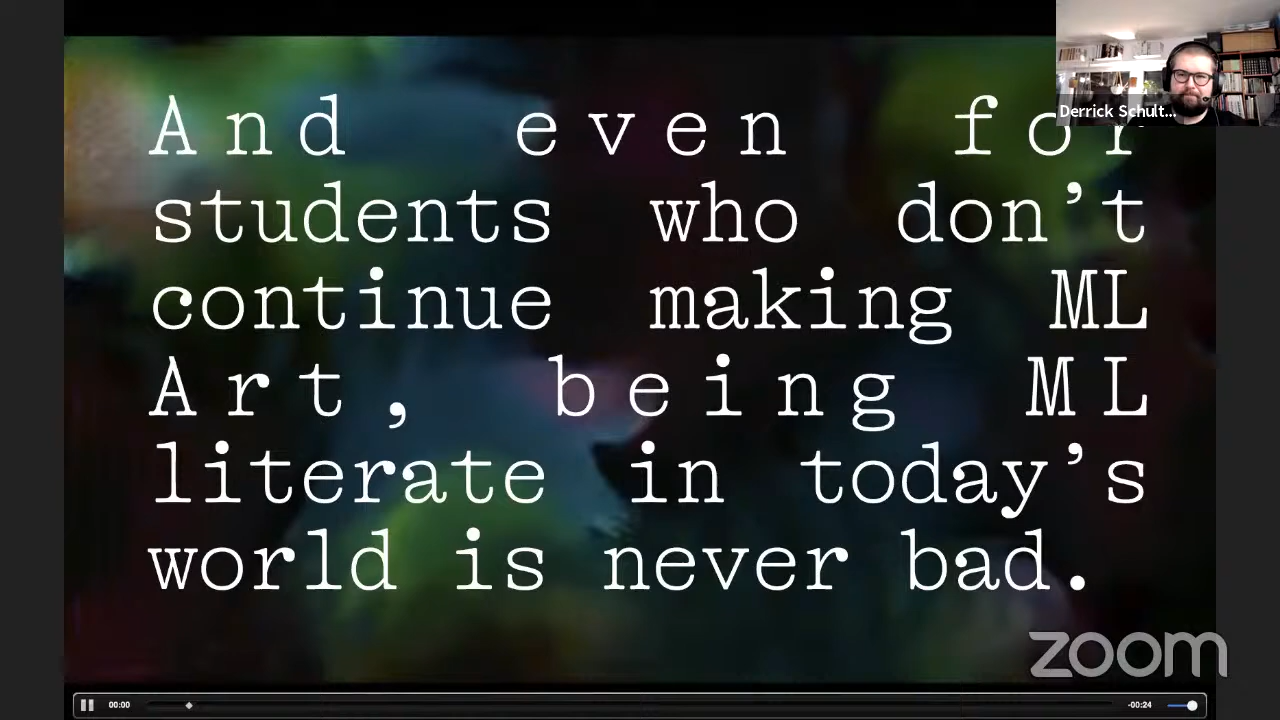 And even for
students who don’t
continue making ML
Art, being ML
literate in today’s
world is never bad.
Derrick Schult...
zoom
00:00
-00:24